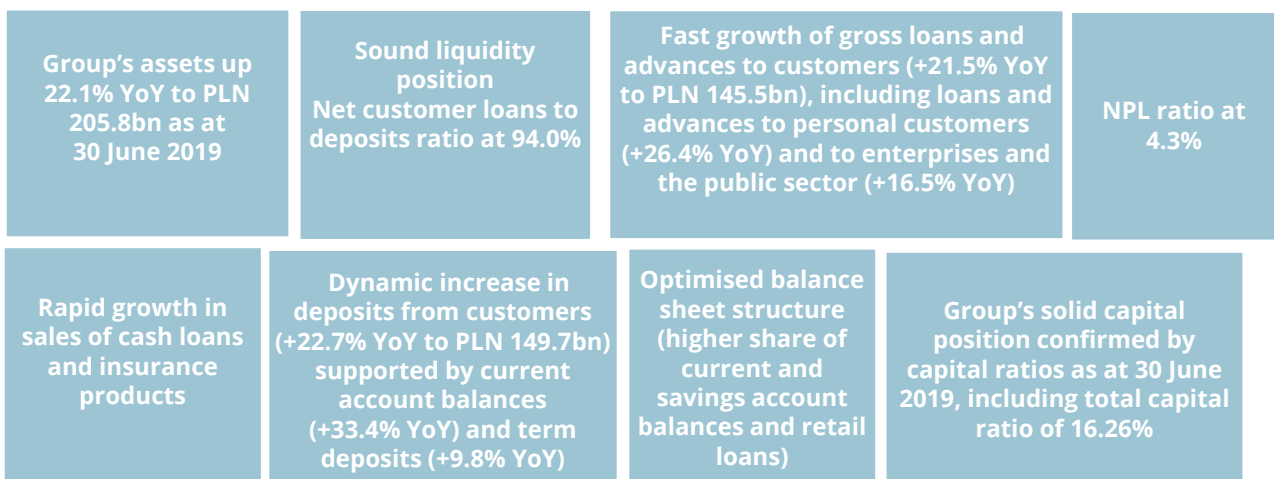 Group's assets up
22.1% YoY to PLN
205.8bn as at
30 June 2019
Sound liquidity
position
Net customer loans to
deposits ratio at 94.0%
Fast growth of gross loans and
advances to customers (+21.5% YoY
to PLN 145.5bn), including loans and
advances to personal customers
(+26.4% YoY) and to enterprises and
the public sector (+16.5% YoY)
NPL ratio at
4.3%
Rapid growth in
sales of cash loans
and insurance
products
Dynamic increase in
deposits from customers
(+22.7% YoY to PLN 149.7bn)
supported by current
account balances
(+33.4% YoY) and term
deposits (+9.8% YoY)
Optimised balance
sheet structure
(higher share of
current and
savings account
balances and retail
loans)
Group's solid capital
position confirmed by
capital ratios as at 30 June
2019, including total capital
ratio of 16.26%